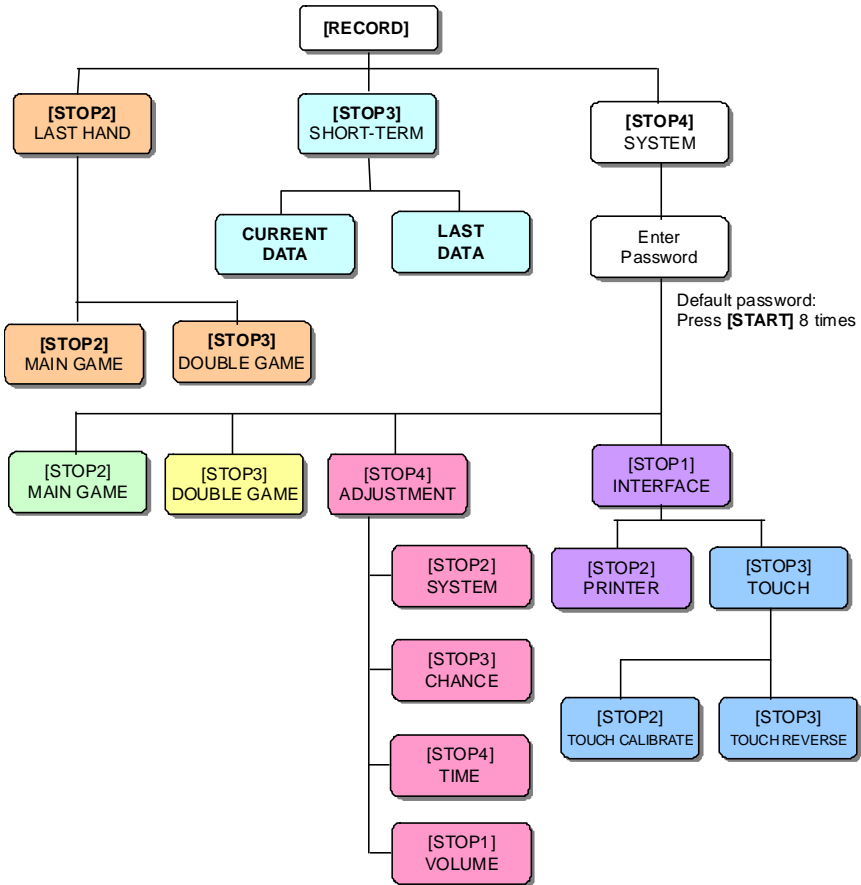 [RECORD]
[STOP2]
LAST HAND
[STOP3]
SHORT-TERM
[STOP4]
SYSTEM
CURRENT
DATA
LAST
DATA
Enter
Password
Default password:
Press [START] 8 times
[STOP2]
MAIN GAME
[STOP3]
DOUBLE GAME
[STOP2]
MAIN GAME
[STOP3]
DOUBLE GAME
[STOP4]
ADJUSTMENT
[STOP1]
INTERFACE
[STOP2]
SYSTEM
[STOP3]
CHANCE
[STOP4]
TIME
[STOP1]
VOLUME
[STOP2]
PRINTER
[STOP3]
TOUCH
[STOP2]
TOUCH CALIBRATE
[STOP3]
TOUCH REVERSE